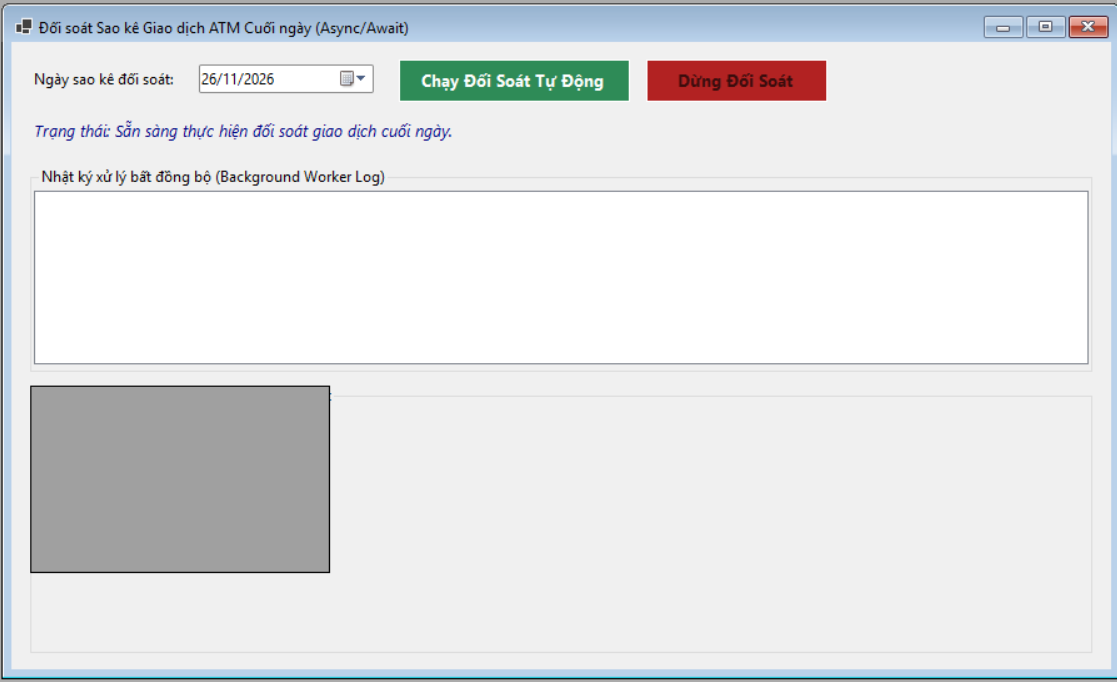 Đối soát Sao kê Giao dịch ATM Cuối ngày (Async/Await)
Ngày sao kê đối soát: 26/11/2026 Chạy Đối Soát Tự Động Dừng Đối Soát
Trạng thái: Sẵn sàng thực hiện đối soát giao dịch cuối ngày.
Nhật ký xử lý bất đồng bộ (Background Worker Log)